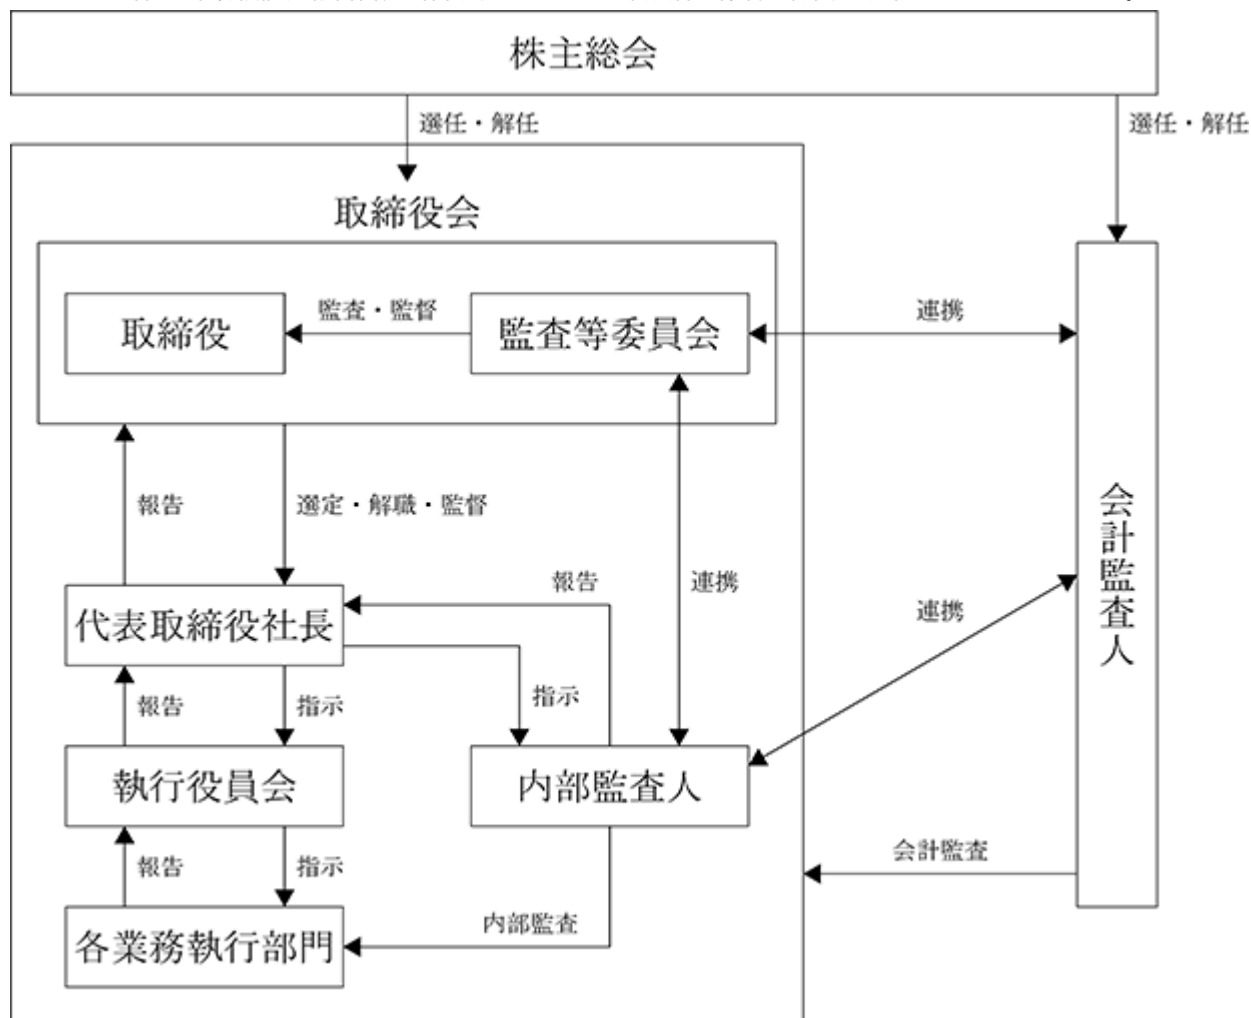 株主総会
選任・解任
選任・解任
取締役会
取締役
監査・監督
監査等委員会
連携
報告
選定・解職・監督
報告
連携
会計監査人
連携
代表取締役社長
報告
指示
指示
執行役員会
内部監査人
報告
指示
会計監査
各業務執行部門
内部監査